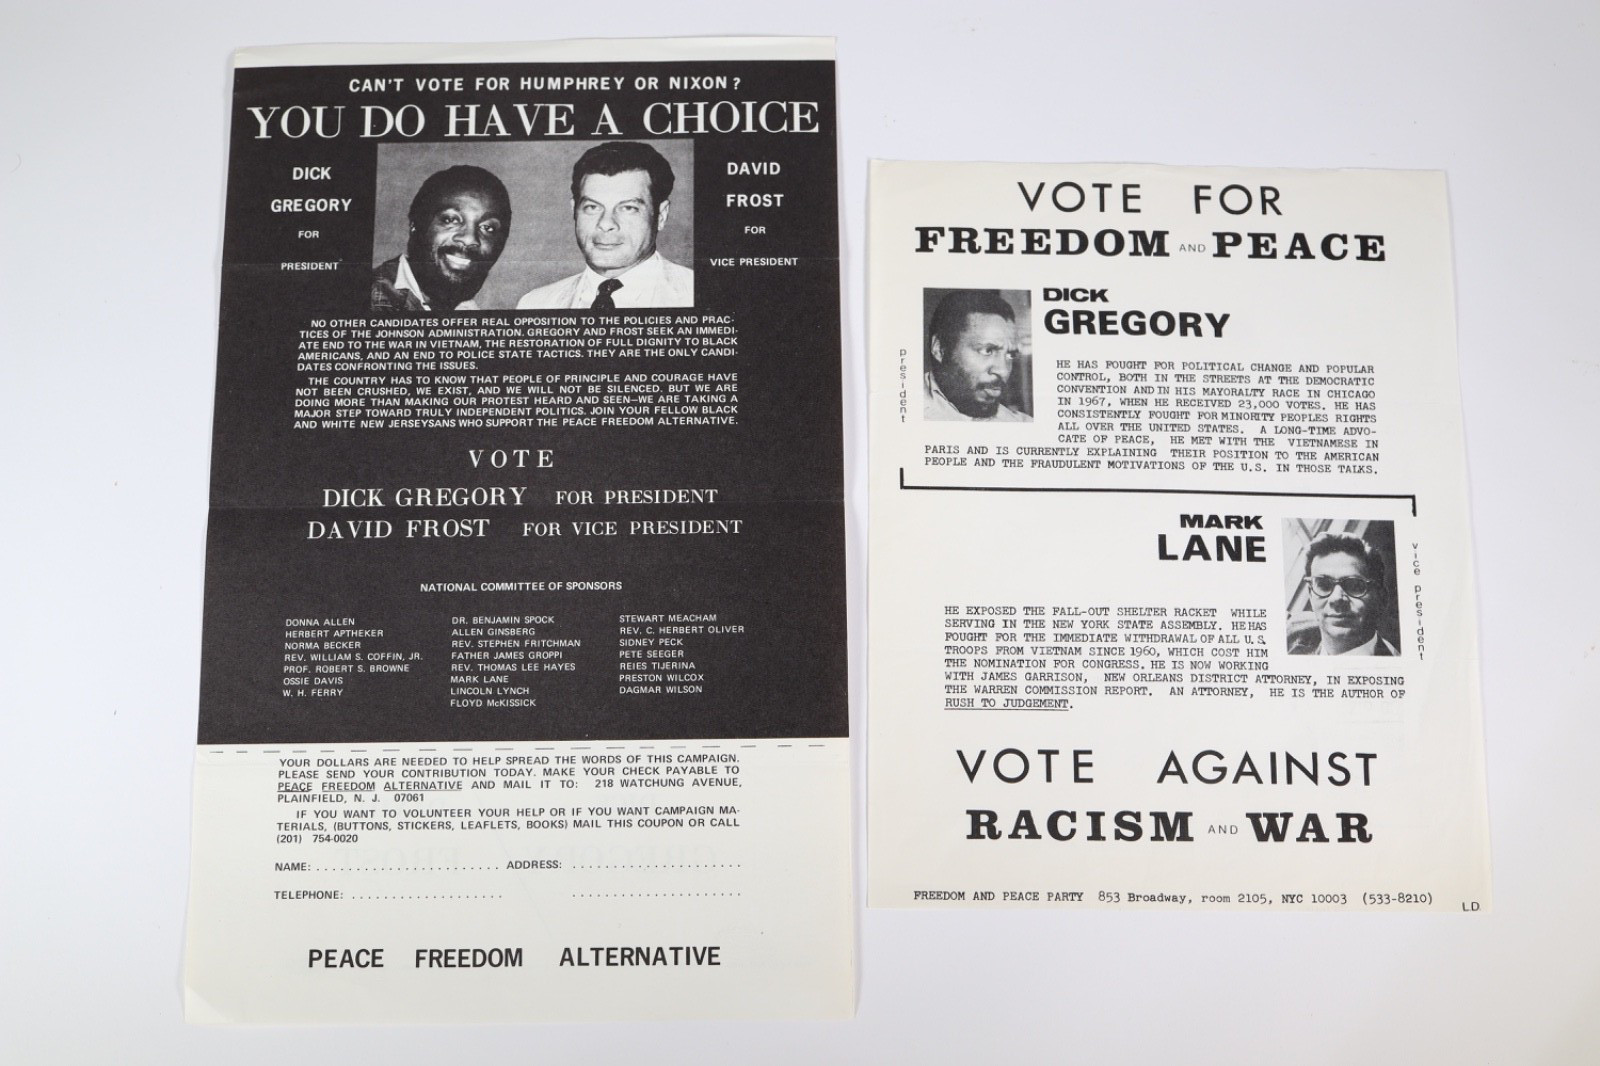 CAN'T VOTE FOR HUMPHREY OR NIXON?
YOU DO HAVE A CHOICE
DICK
GREGORY
FOR
PRESIDENT
DAVID
FROST
FOR
VICE PRESIDENT
NO OTHER CANDIDATES OFFER REAL OPPOSITION TO THE POLICIES AND PRAC-
TICES OF THE JOHNSON ADMINISTRATION. GREGORY AND FROST SEEK AN IMMEDI-
ATE END TO THE WAR IN VIETNAM, THE RESTORATION OF FULL DIGNITY TO BLACK
AMERICANS, AND AN END TO POLICE STATE TACTICS. THEY ARE THE ONLY CANDI-
DATES CONFRONTING THE ISSUES.
THE COUNTRY HAS TO KNOW THAT PEOPLE OF PRINCIPLE AND COURAGE HAVE
NOT BEEN CRUSHED, WE EXIST, AND WE WILL NOT BE SILENCED. BUT WE ARE
DOING MORE THAN MAKING OUR PROTEST HEARD AND SEEN—WE ARE TAKING A
MAJOR STEP TOWARD TRULY INDEPENDENT POLITICS. JOIN YOUR FELLOW BLACK
AND WHITE NEW JERSEYSANS WHO SUPPORT THE PEACE FREEDOM ALTERNATIVE.
VOTE
DICK GREGORY FOR PRESIDENT
DAVID FROST FOR VICE PRESIDENT
NATIONAL COMMITTEE OF SPONSORS
DONNA ALLEN
HERBERT APTHEKER
NORMA BECKER
REV. WILLIAM S. COFFIN, JR.
PROF. ROBERT S. BROWNE
OSSIE DAVIS
W. H. FERRY
DR. BENJAMIN SPOCK
ALLEN GINSBERG
REV. STEPHEN FRITCHMAN
FATHER JAMES GROPPI
REV. THOMAS LEE HAYES
MARK LANE
LINCOLN LYNCH
FLOYD McKISSICK
STEWART MEACHAM
REV. C. HERBERT OLIVER
SIDNEY PECK
PETE SEEGER
REIES TIJERINA
PRESTON WILCOX
DAGMAR WILSON
YOUR DOLLARS ARE NEEDED TO HELP SPREAD THE WORDS OF THIS CAMPAIGN.
PLEASE SEND YOUR CONTRIBUTION TODAY. MAKE YOUR CHECK PAYABLE TO
PEACE FREEDOM ALTERNATIVE AND MAIL IT TO: 218 WATCHUNG AVENUE,
PLAINFIELD, N. J. 07061
IF YOU WANT TO VOLUNTEER YOUR HELP OR IF YOU WANT CAMPAIGN MA-
TERIALS, (BUTTONS, STICKERS, LEAFLETS, BOOKS) MAIL THIS COUPON OR CALL
(201) 754-0020
NAME: ....................... ADDRESS: .....................
TELEPHONE: ................... .....................
PEACE FREEDOM ALTERNATIVE
VOTE FOR
FREEDOM AND PEACE
president
DICK
GREGORY
HE HAS FOUGHT FOR POLITICAL CHANGE AND POPULAR
CONTROL, BOTH IN THE STREETS AT THE DEMOCRATIC
CONVENTION AND IN HIS MAYORALTY RACE IN CHICAGO
IN 1967, WHEN HE RECEIVED 23,000 VOTES. HE HAS
CONSISTENTLY FOUGHT FOR MINORITY PEOPLES RIGHTS
ALL OVER THE UNITED STATES. A LONG-TIME ADVO-
CATE OF PEACE, HE MET WITH THE VIETNAMESE IN
PARIS AND IS CURRENTLY EXPLAINING THEIR POSITION TO THE AMERICAN
PEOPLE AND THE FRAUDULENT MOTIVATIONS OF THE U.S. IN THOSE TALKS.
MARK
LANE
vice president
HE EXPOSED THE FALL-OUT SHELTER RACKET WHILE
SERVING IN THE NEW YORK STATE ASSEMBLY. HE HAS
FOUGHT FOR THE IMMEDIATE WITHDRAWAL OF ALL U.S.
TROOPS FROM VIETNAM SINCE 1960, WHICH COST HIM
THE NOMINATION FOR CONGRESS. HE IS NOW WORKING
WITH JAMES GARRISON, NEW ORLEANS DISTRICT ATTORNEY, IN EXPOSING
THE WARREN COMMISSION REPORT. AN ATTORNEY, HE IS THE AUTHOR OF
RUSH TO JUDGEMENT.
VOTE AGAINST
RACISM AND WAR
FREEDOM AND PEACE PARTY 853 Broadway, room 2105, NYC 10003 (533-8210)
L.D.